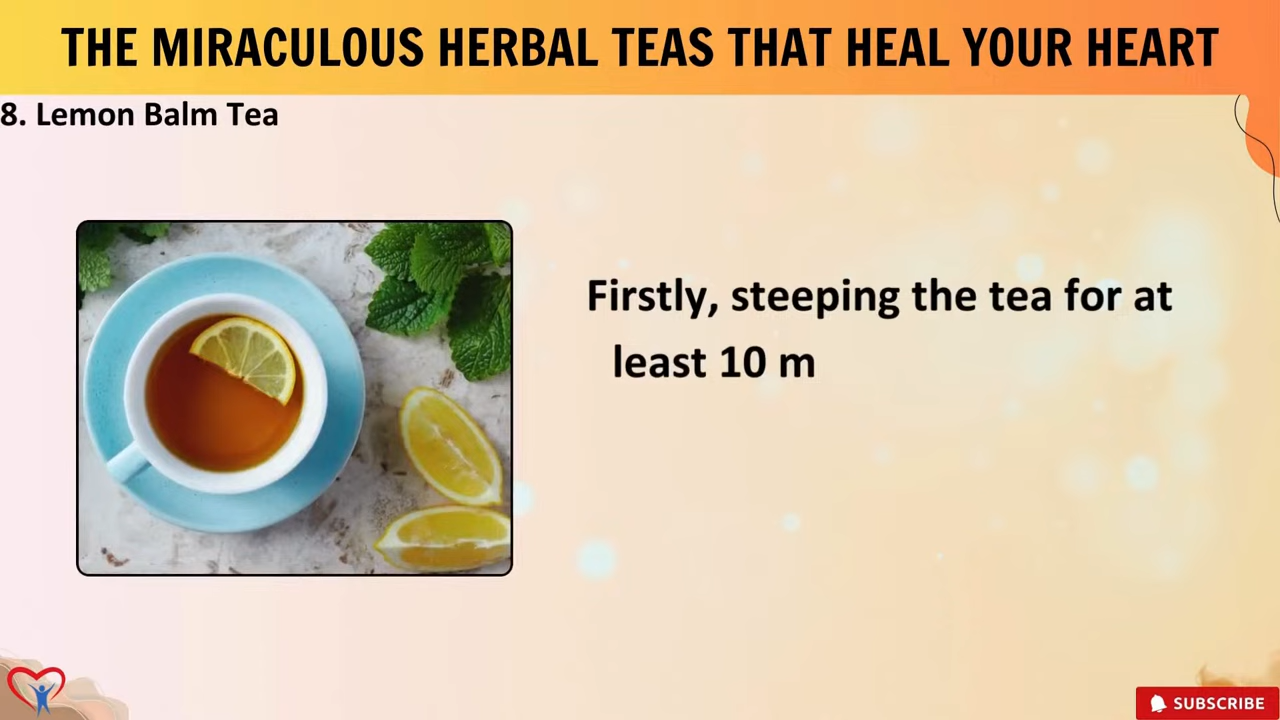 THE MIRACULOUS HERBAL TEAS THAT HEAL YOUR HEART
8. Lemon Balm Tea
Firstly, steeping the tea for at
least 10 m
SUBSCRIBE